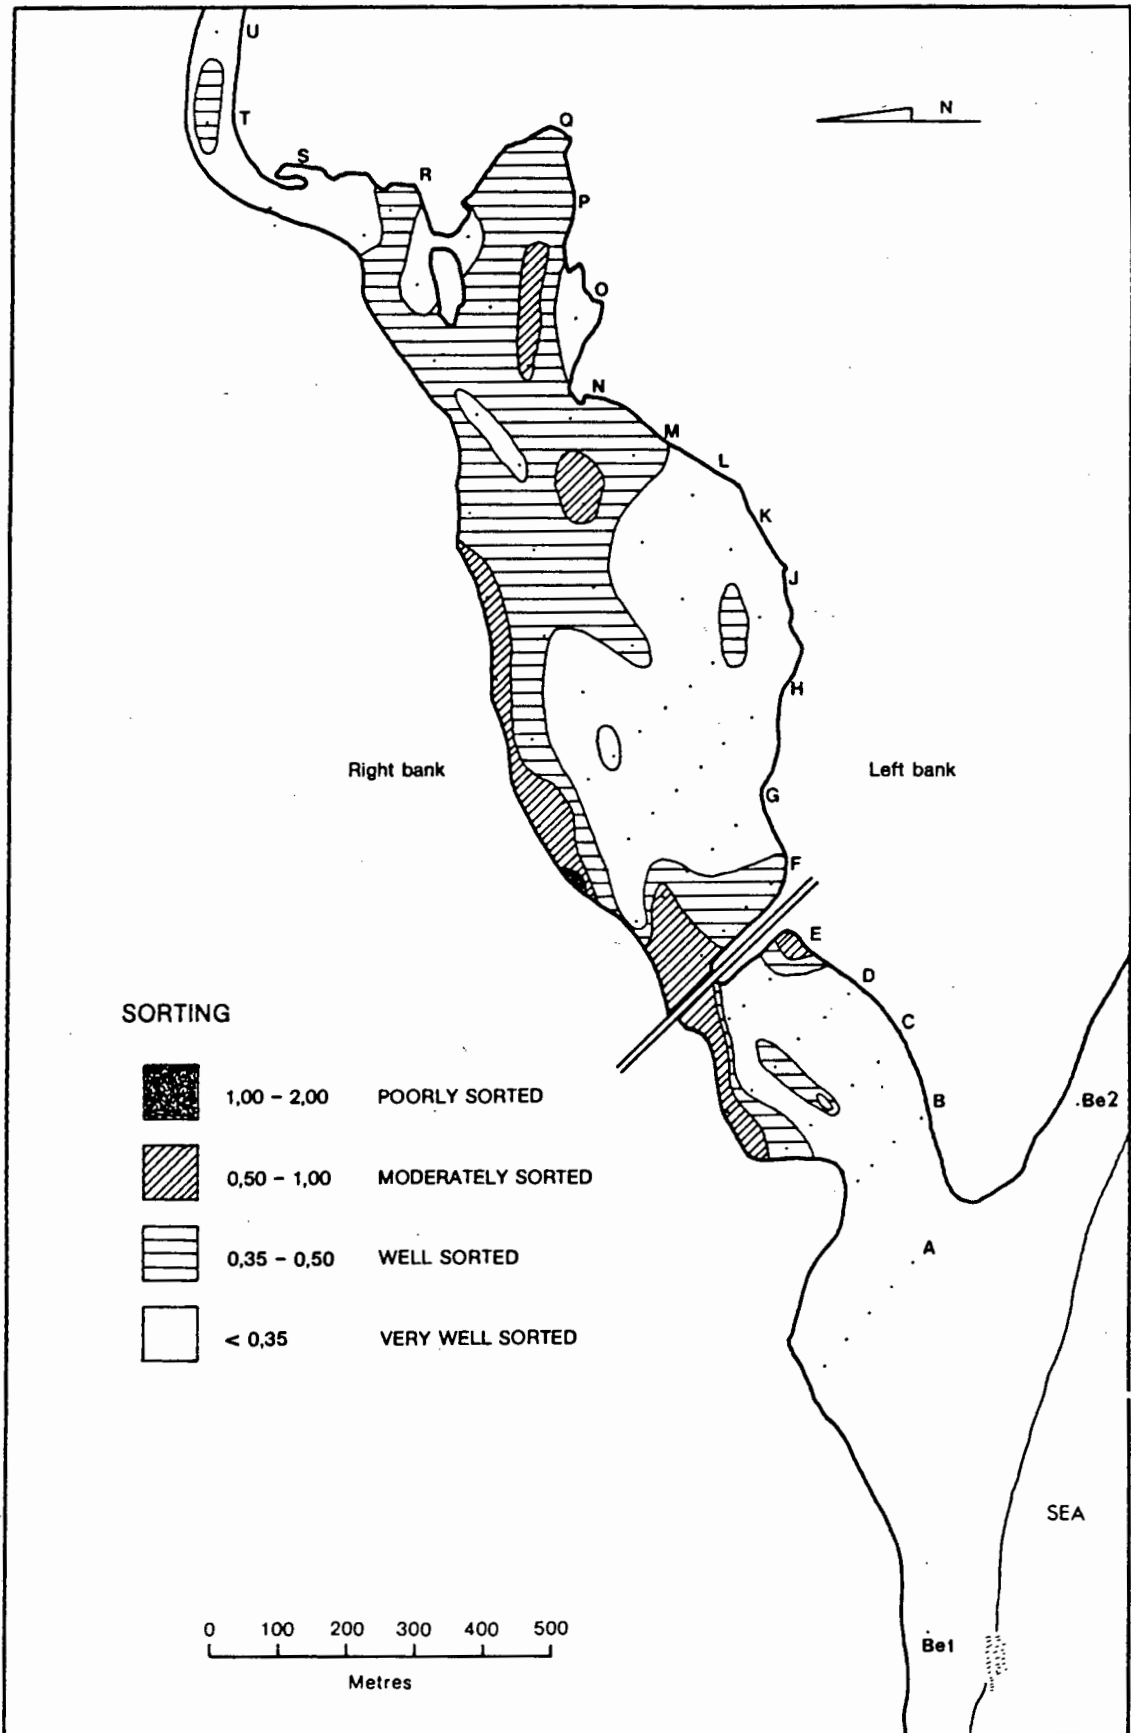 U
N
T
Q
S
R
P
O
N
M
L
K
J
H
Right bank
Left bank
G
F
E
D
SORTING
C
1,00 – 2,00 POORLY SORTED
B
.Be2
0,50 – 1,00 MODERATELY SORTED
A
0,35 – 0,50 WELL SORTED
< 0,35 VERY WELL SORTED
SEA
0 100 200 300 400 500
Be1
Metres